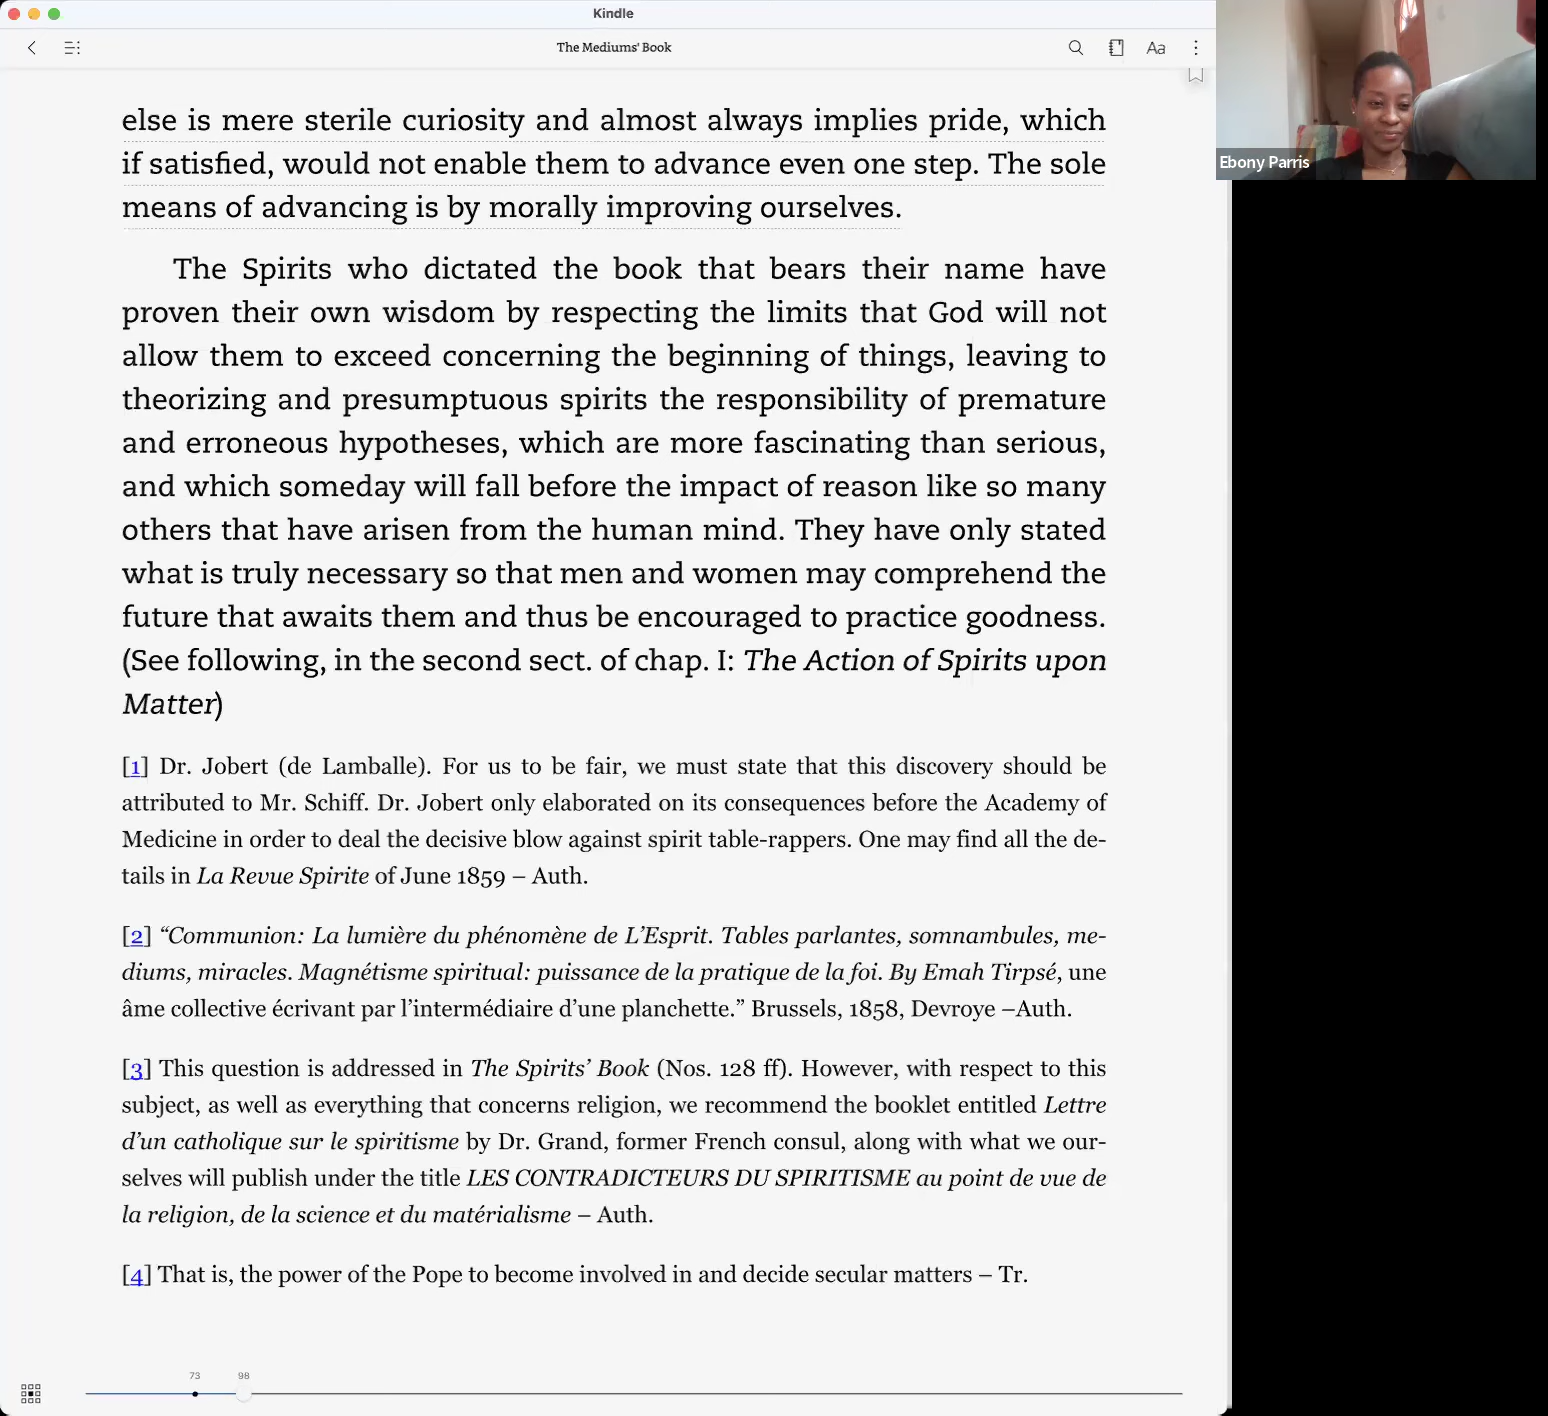 Kindle
The Mediums' Book
Aa
Ebony Parris
else is mere sterile curiosity and almost always implies pride, which
if satisfied, would not enable them to advance even one step. The sole
means of advancing is by morally improving ourselves.
The Spirits who dictated the book that bears their name have
proven their own wisdom by respecting the limits that God will not
allow them to exceed concerning the beginning of things, leaving to
theorizing and presumptuous spirits the responsibility of premature
and erroneous hypotheses, which are more fascinating than serious,
and which someday will fall before the impact of reason like so many
others that have arisen from the human mind. They have only stated
what is truly necessary so that men and women may comprehend the
future that awaits them and thus be encouraged to practice goodness.
(See following, in the second sect. of chap. I: The Action of Spirits upon
Matter)
[1] Dr. Jobert (de Lamballe). For us to be fair, we must state that this discovery should be
attributed to Mr. Schiff. Dr. Jobert only elaborated on its consequences before the Academy of
Medicine in order to deal the decisive blow against spirit table-rappers. One may find all the de-
tails in La Revue Spirite of June 1859 – Auth.
[2] “Communion: La lumière du phénomène de L’Esprit. Tables parlantes, somnambules, me-
diums, miracles. Magnétisme spiritual: puissance de la pratique de la foi. By Emah Tirpsé, une
âme collective écrivant par l’intermédiaire d’une planchette.” Brussels, 1858, Devroye –Auth.
[3] This question is addressed in The Spirits’ Book (Nos. 128 ff). However, with respect to this
subject, as well as everything that concerns religion, we recommend the booklet entitled Lettre
d’un catholique sur le spiritisme by Dr. Grand, former French consul, along with what we our-
selves will publish under the title LES CONTRADICTEURS DU SPIRITISME au point de vue de
la religion, de la science et du matérialisme – Auth.
[4] That is, the power of the Pope to become involved in and decide secular matters – Tr.
73 98